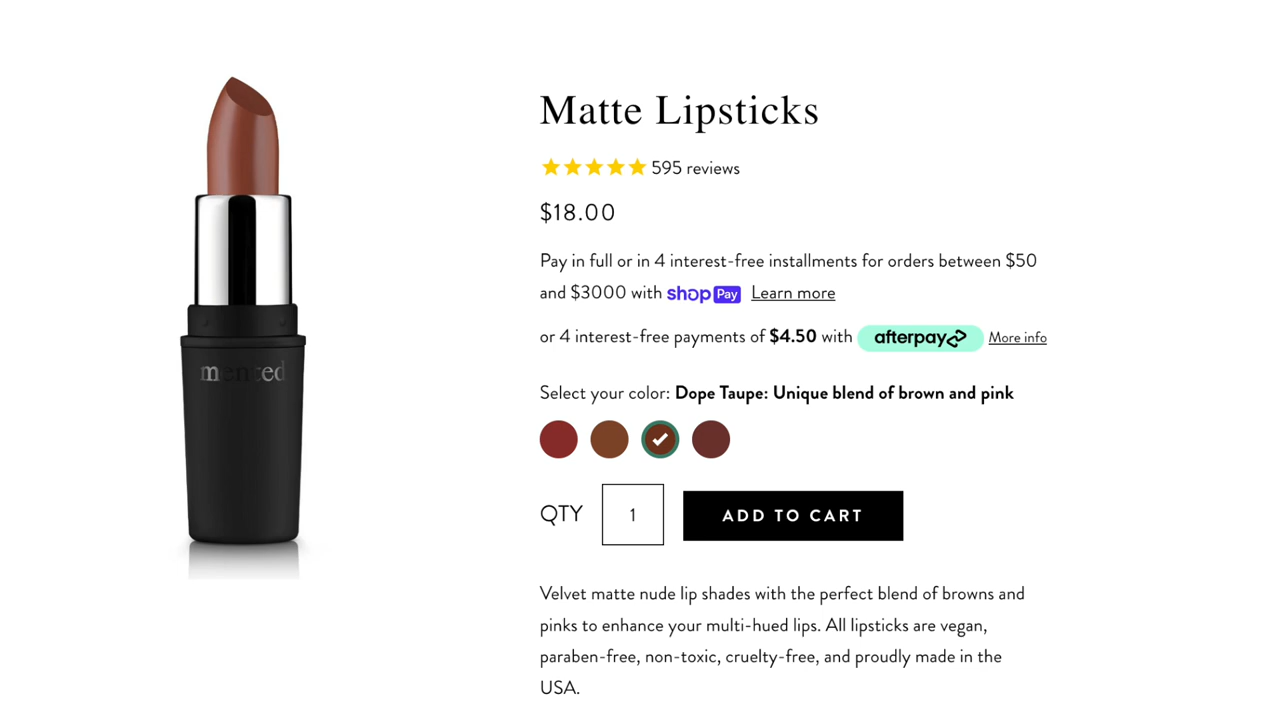 Matte Lipsticks
595 reviews
$18.00
Pay in full or in 4 interest-free installments for orders between $50
and $3000 with shop Pay Learn more
or 4 interest-free payments of $4.50 with afterpay More info
Select your color: Dope Taupe: Unique blend of brown and pink
QTY 1 ADD TO CART
mented
Velvet matte nude lip shades with the perfect blend of browns and
pinks to enhance your multi-hued lips. All lipsticks are vegan,
paraben-free, non-toxic, cruelty-free, and proudly made in the
USA.